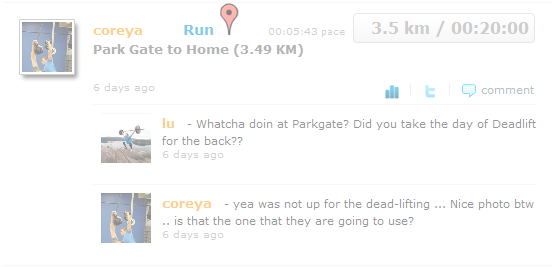 coreya Run 00:05:43 pace 3.5 km / 00:20:00
Park Gate to Home (3.49 KM)
6 days ago comment
lu - Whatcha doin at Parkgate? Did you take the day of Deadlift
for the back??
6 days ago
coreya - yea was not up for the dead-lifting ... Nice photo btw
.. is that the one that they are going to use?
6 days ago